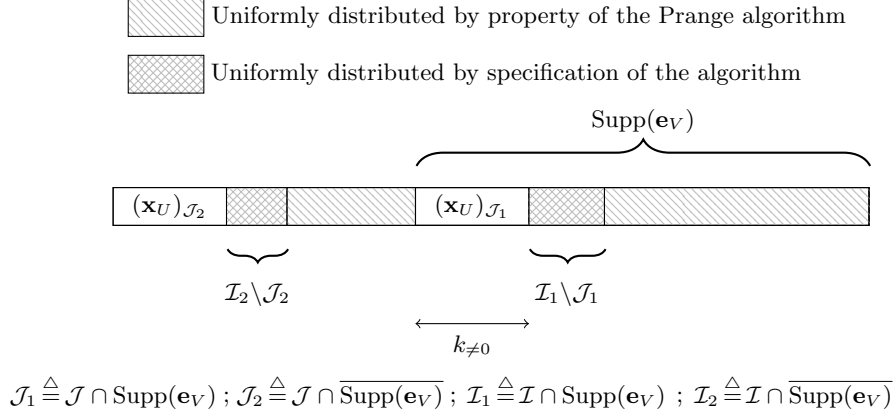 Uniformly distributed by property of the Prange algorithm
Uniformly distributed by specification of the algorithm
Supp(𝐞_V)
(𝐱_U)_{𝒥_2} (𝐱_U)_{𝒥_1}
ℐ_2\𝒥_2 ℐ_1\𝒥_1
k_{≠0}
𝒥_1 ≜ 𝒥 ∩ Supp(𝐞_V) ; 𝒥_2 ≜ 𝒥 ∩ \overline{Supp(𝐞_V)} ; ℐ_1 ≜ ℐ ∩ Supp(𝐞_V) ; ℐ_2 ≜ ℐ ∩ \overline{Supp(𝐞_V)}